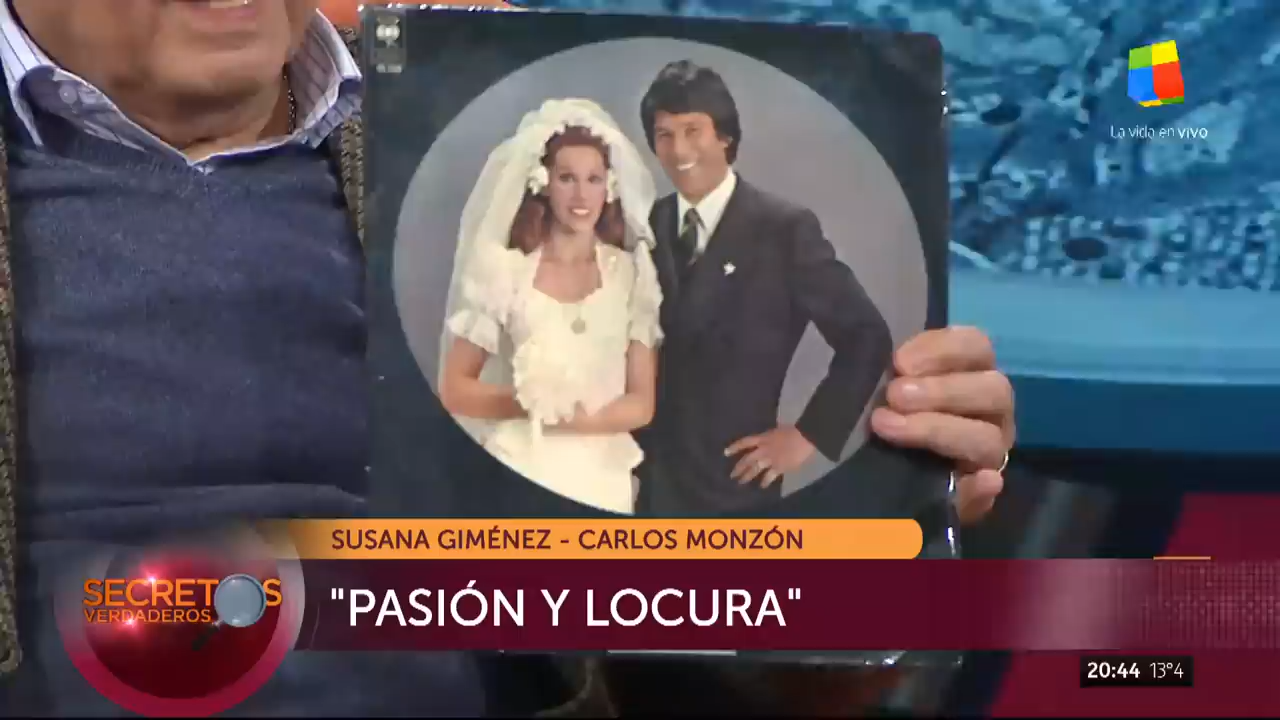 La vida en vivo
SUSANA GIMÉNEZ - CARLOS MONZÓN
SECRETOS
VERDADEROS
"PASIÓN Y LOCURA"
20:44 13°4